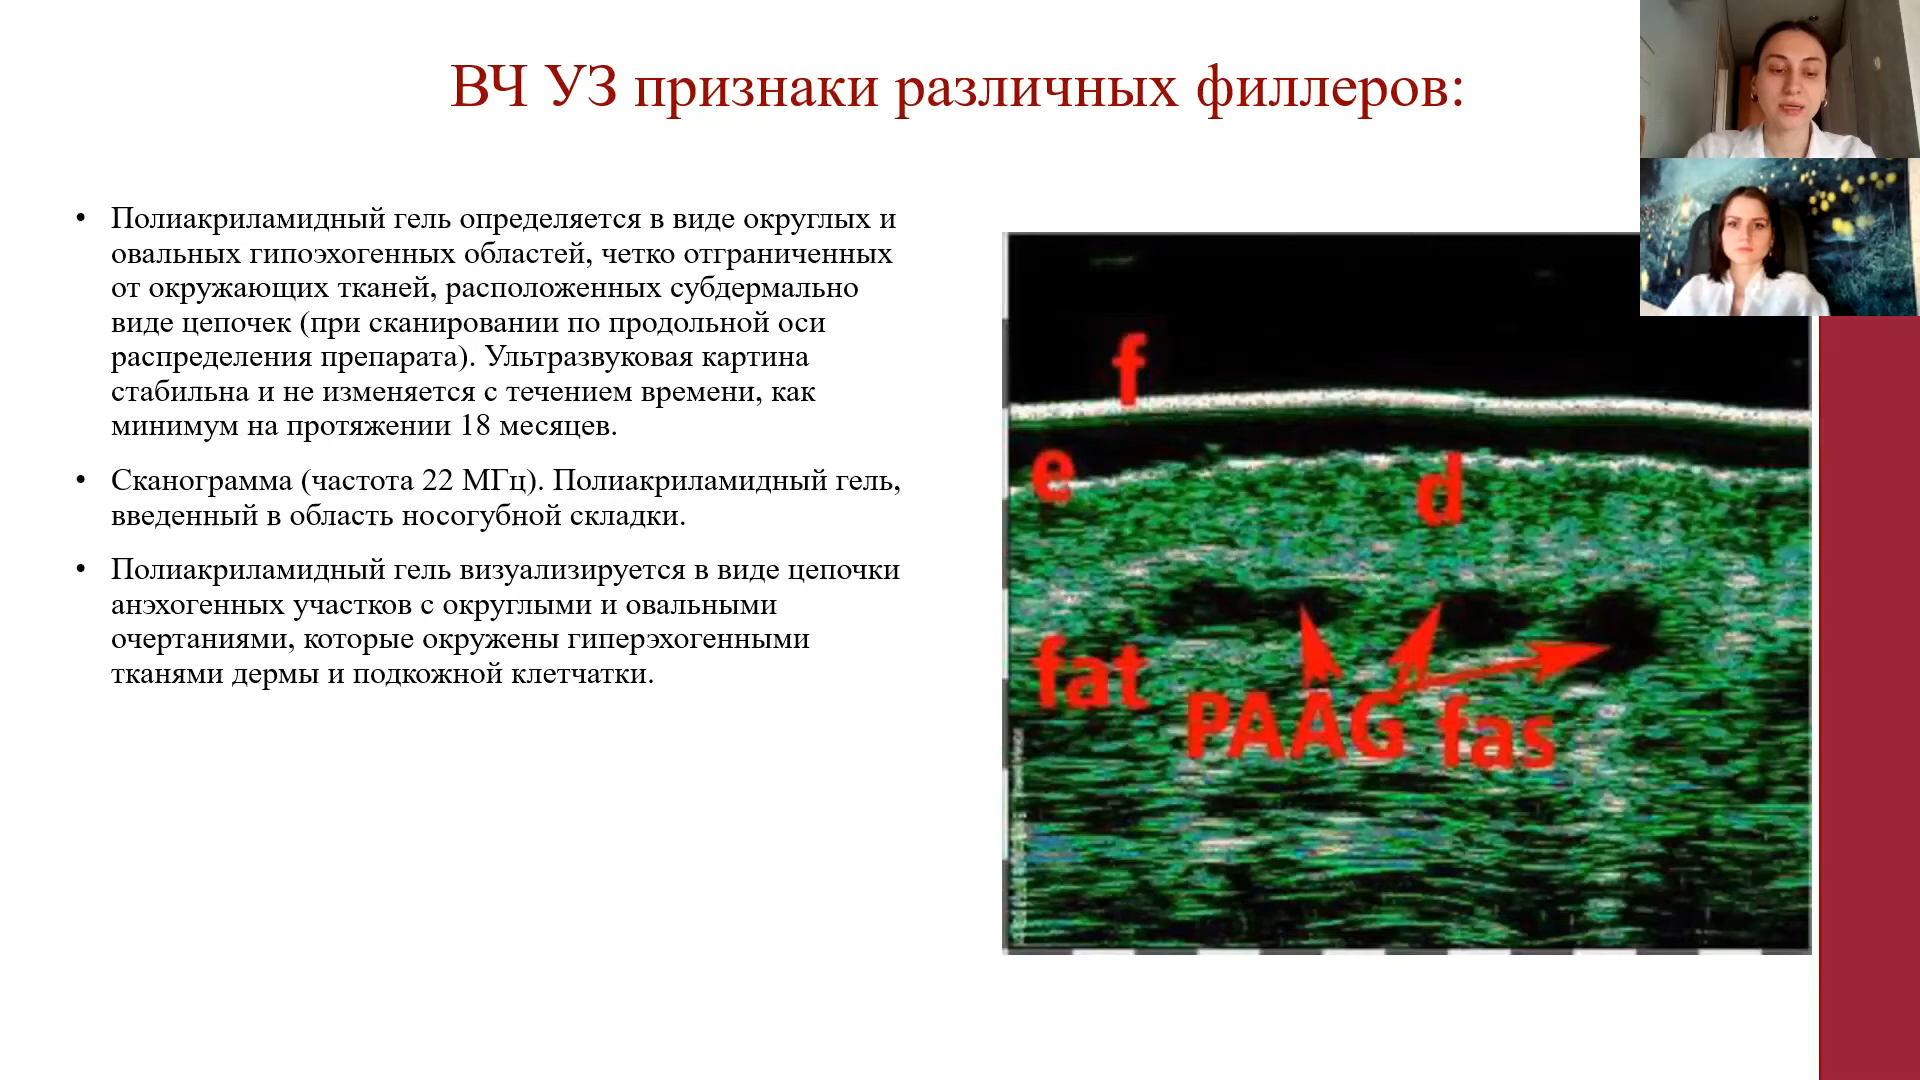 ВЧ УЗ признаки различных филлеров:
• Полиакриламидный гель определяется в виде округлых и
овальных гипоэхогенных областей, четко отграниченных
от окружающих тканей, расположенных субдермально
виде цепочек (при сканировании по продольной оси
распределения препарата). Ультразвуковая картина
стабильна и не изменяется с течением времени, как
минимум на протяжении 18 месяцев.
• Сканограмма (частота 22 МГц). Полиакриламидный гель,
введенный в область носогубной складки.
• Полиакриламидный гель визуализируется в виде цепочки
анэхогенных участков с округлыми и овальными
очертаниями, которые окружены гиперэхогенными
тканями дермы и подкожной клетчатки.
f
e
d
fat
PAAG
fas